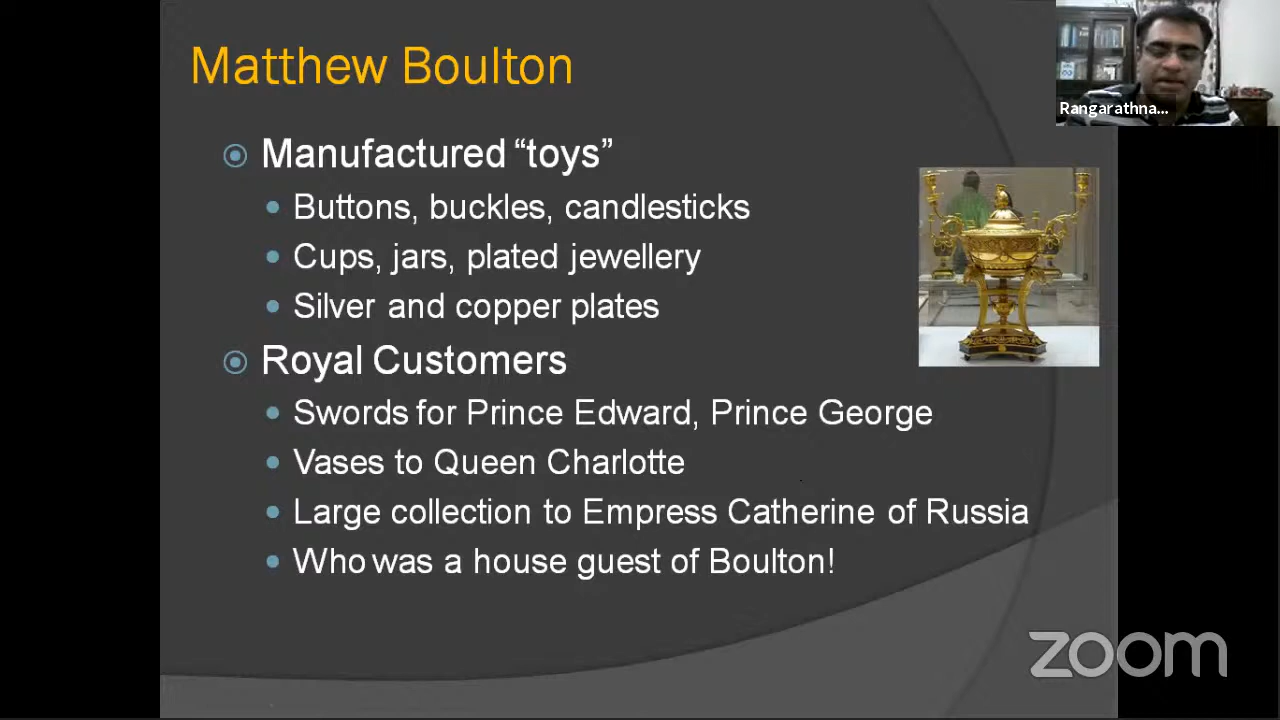 Matthew Boulton
Rangarathna...
Manufactured “toys”
Buttons, buckles, candlesticks
Cups, jars, plated jewellery
Silver and copper plates
Royal Customers
Swords for Prince Edward, Prince George
Vases to Queen Charlotte
Large collection to Empress Catherine of Russia
Who was a house guest of Boulton!
zoom